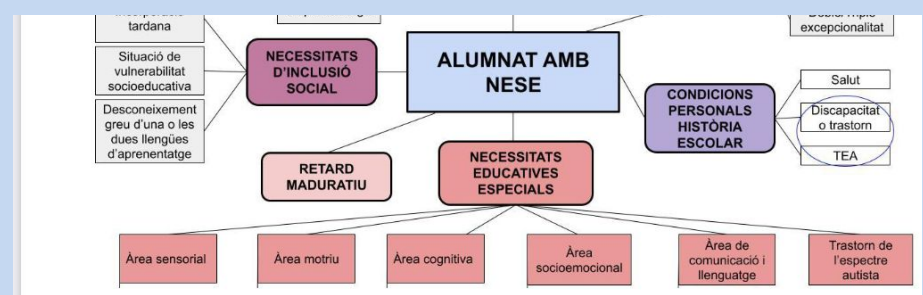 tardana
excepcionalitat
Situació de
vulnerabilitat
socioeducativa
NECESSITATS
D'INCLUSIÓ
SOCIAL
ALUMNAT AMB
NESE
Salut
Desconeixement
greu d'una o les
dues llengües
d'aprenentatge
CONDICIONS
PERSONALS
HISTÒRIA
ESCOLAR
Discapacitat
o trastorn
TEA
RETARD
MADURATIU
NECESSITATS
EDUCATIVES
ESPECIALS
Àrea sensorial
Àrea motriu
Àrea cognitiva
Àrea
socioemocional
Àrea de
comunicació i
llenguatge
Trastorn de
l'espectre
autista